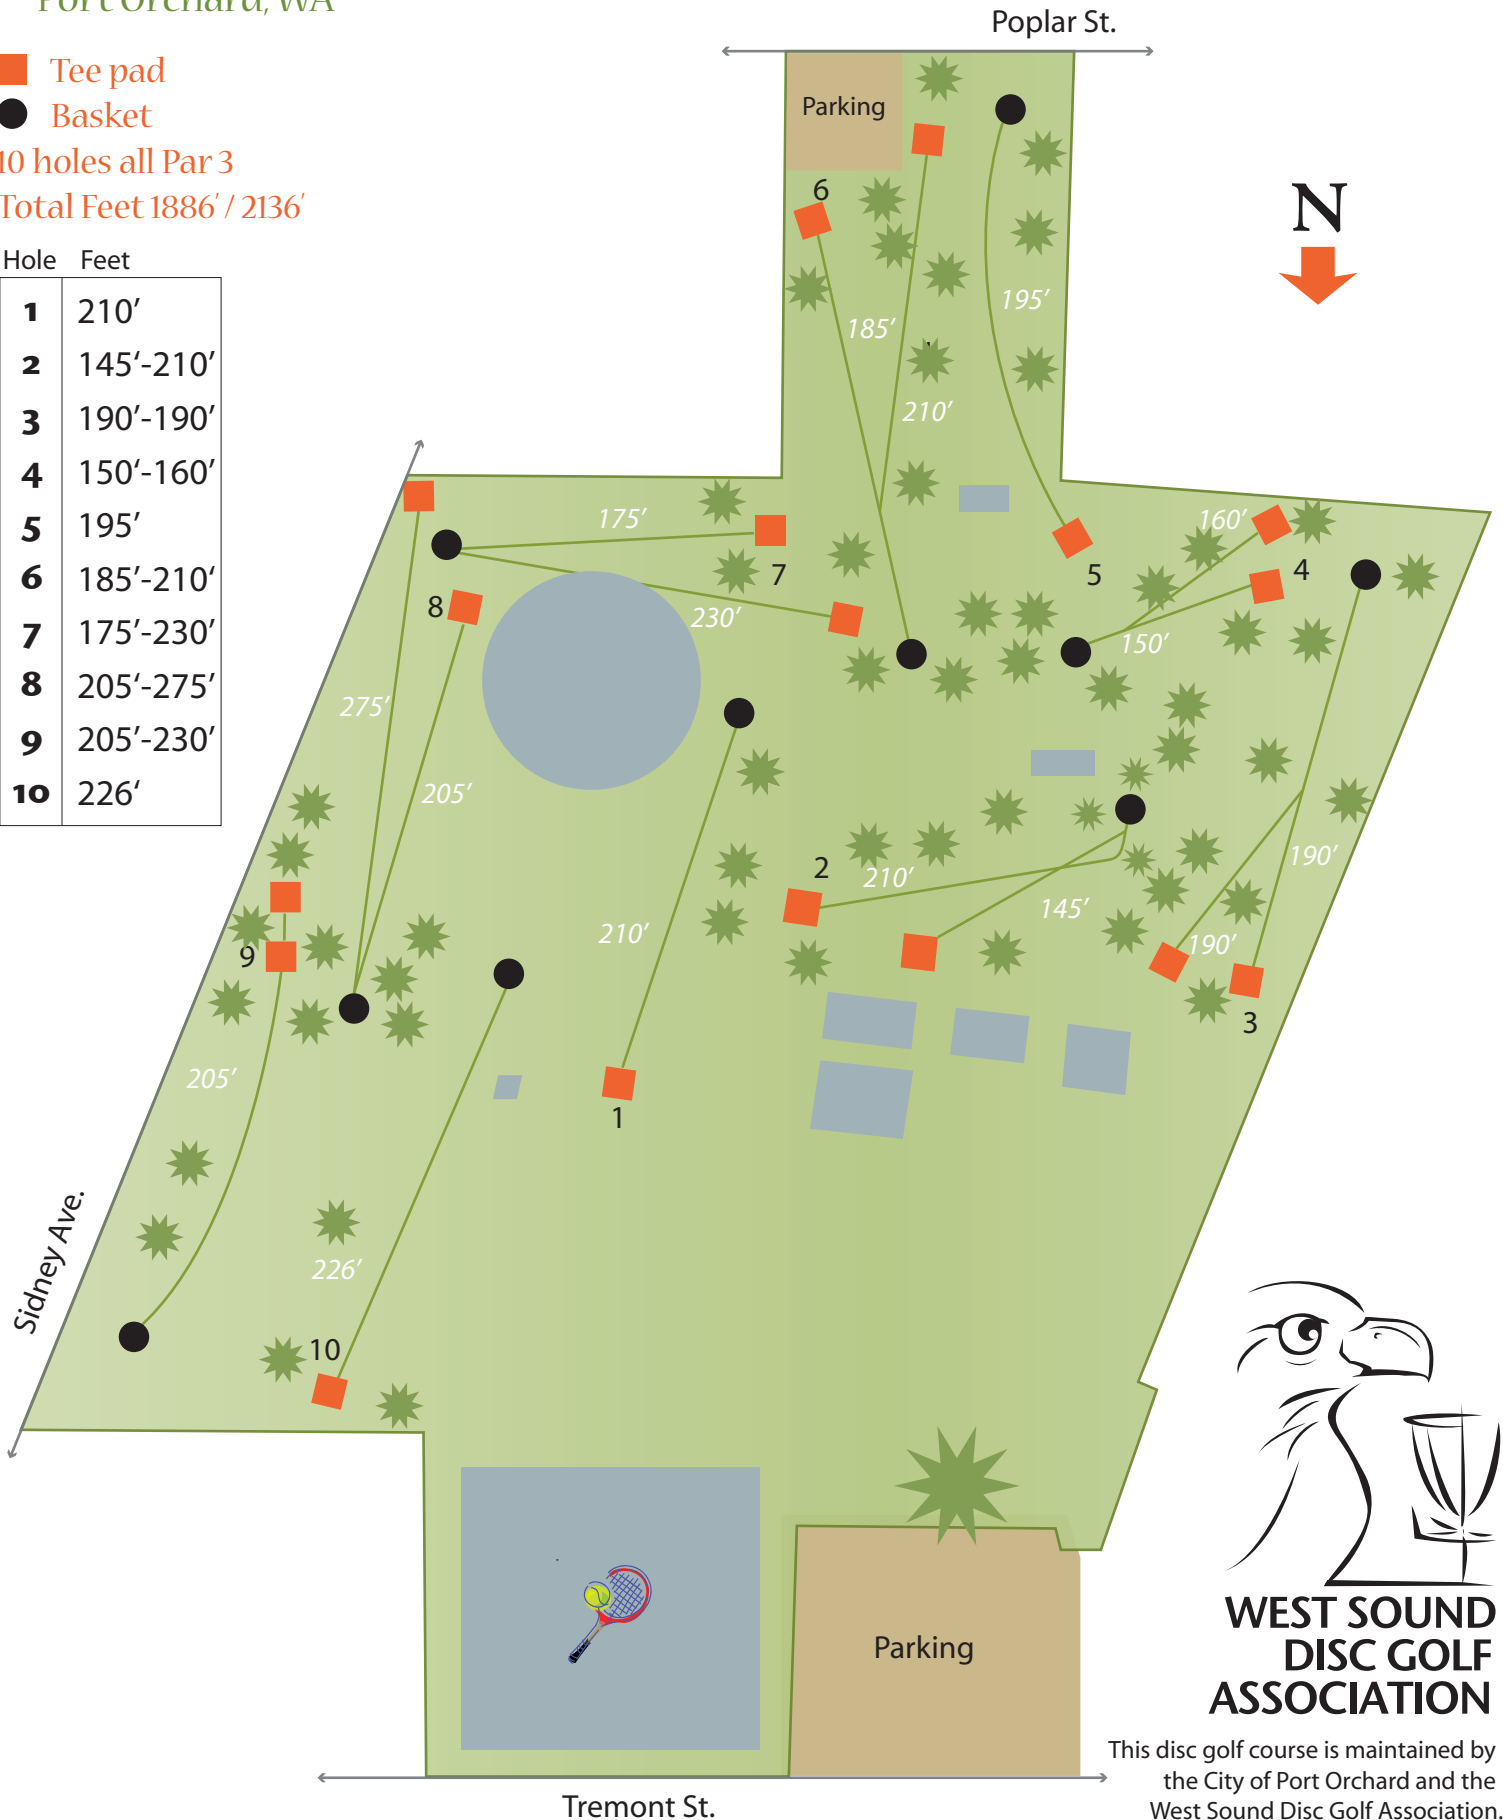 Port Orchard, WA
Tee pad
Basket
10 holes all Par 3
Total Feet 1886′ / 2136′
Hole Feet
1 210′
2 145‘-210′
3 190′-190′
4 150‘-160′
5 195′
6 185′-210′
7 175′-230′
8 205′-275′
9 205′-230′
10 226‘
Poplar St.
Parking
N
6
185′
195′
210′
175′
7
230′
8
275′
205′
5
160′
4
150′
2
210′
145′
190′
190′
3
210′
1
9
205′
226′
10
Sidney Ave.
Parking
Tremont St.
WEST SOUND
DISC GOLF
ASSOCIATION
This disc golf course is maintained by
the City of Port Orchard and the
West Sound Disc Golf Association.